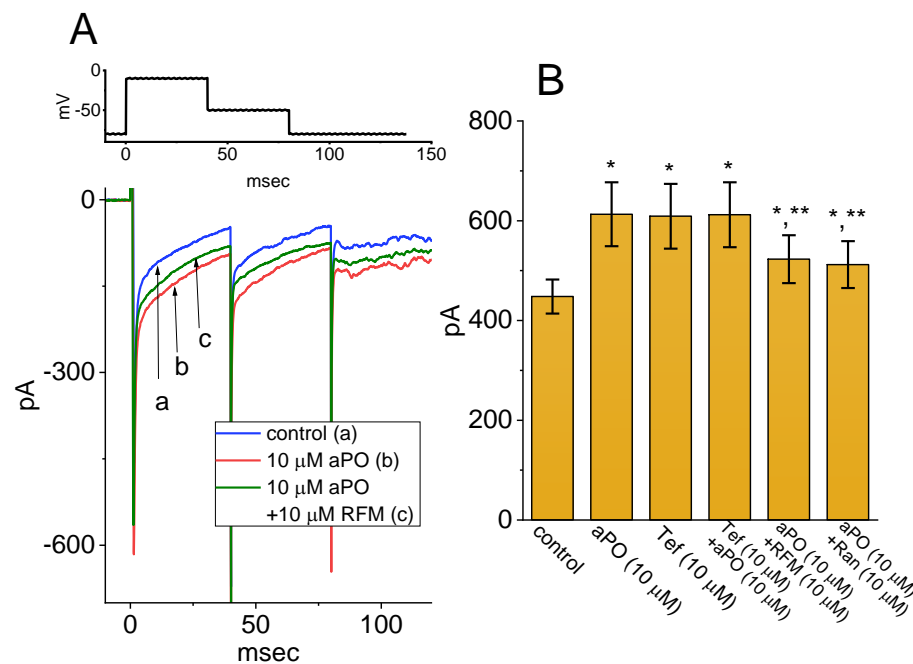 A
0
-50
mV
0
50
100
150
msec
0
-300
-600
pA
a
b
c
control (a)
10 μM aPO (b)
10 μM aPO
+10 μM RFM (c)
0
50
100
msec
B
800
600
400
200
0
pA
*
*
*
*,**
*,**
control
aPO (10 μM)
Tef (10 μM)
Tef (10 μM)
+aPO (10 μM)
aPO (10 μM)
+RFM (10 μM)
aPO (10 μM)
+Ran (10 μM)